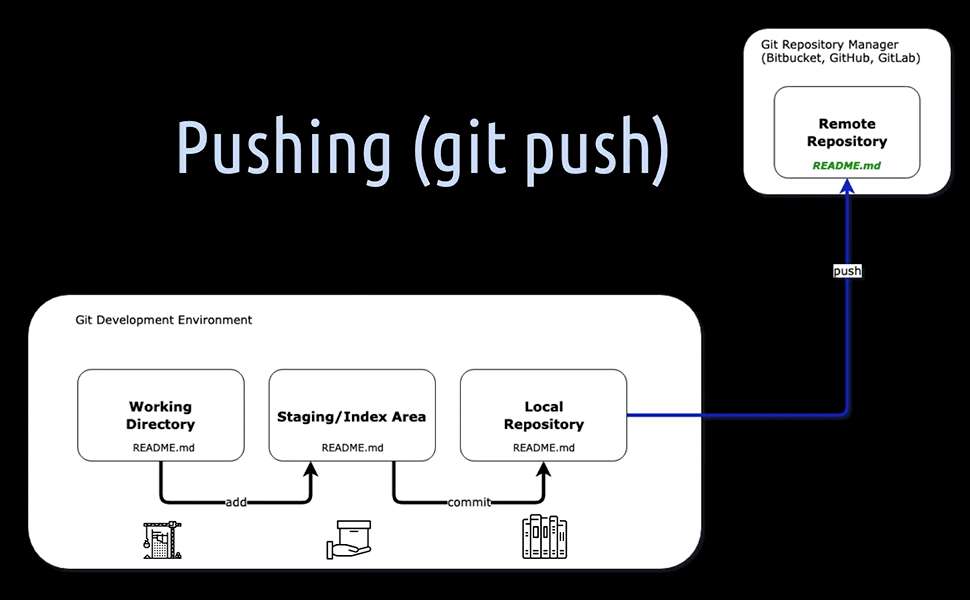 Git Repository Manager
(Bitbucket, GitHub, GitLab)
Remote
Repository
README.md
Pushing (git push)
push
Git Development Environment
Working
Directory
README.md
Staging/Index Area
README.md
Local
Repository
README.md
add
commit